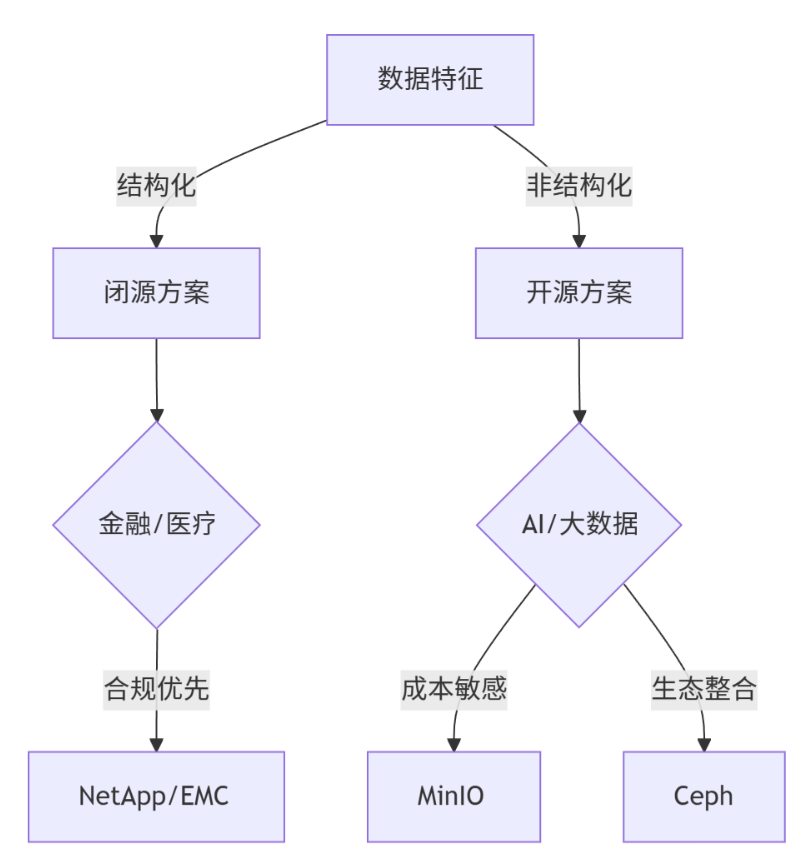 数据特征
结构化
非结构化
闭源方案
开源方案
金融/医疗
AI/大数据
合规优先
成本敏感
生态整合
NetApp/EMC
MinIO
Ceph